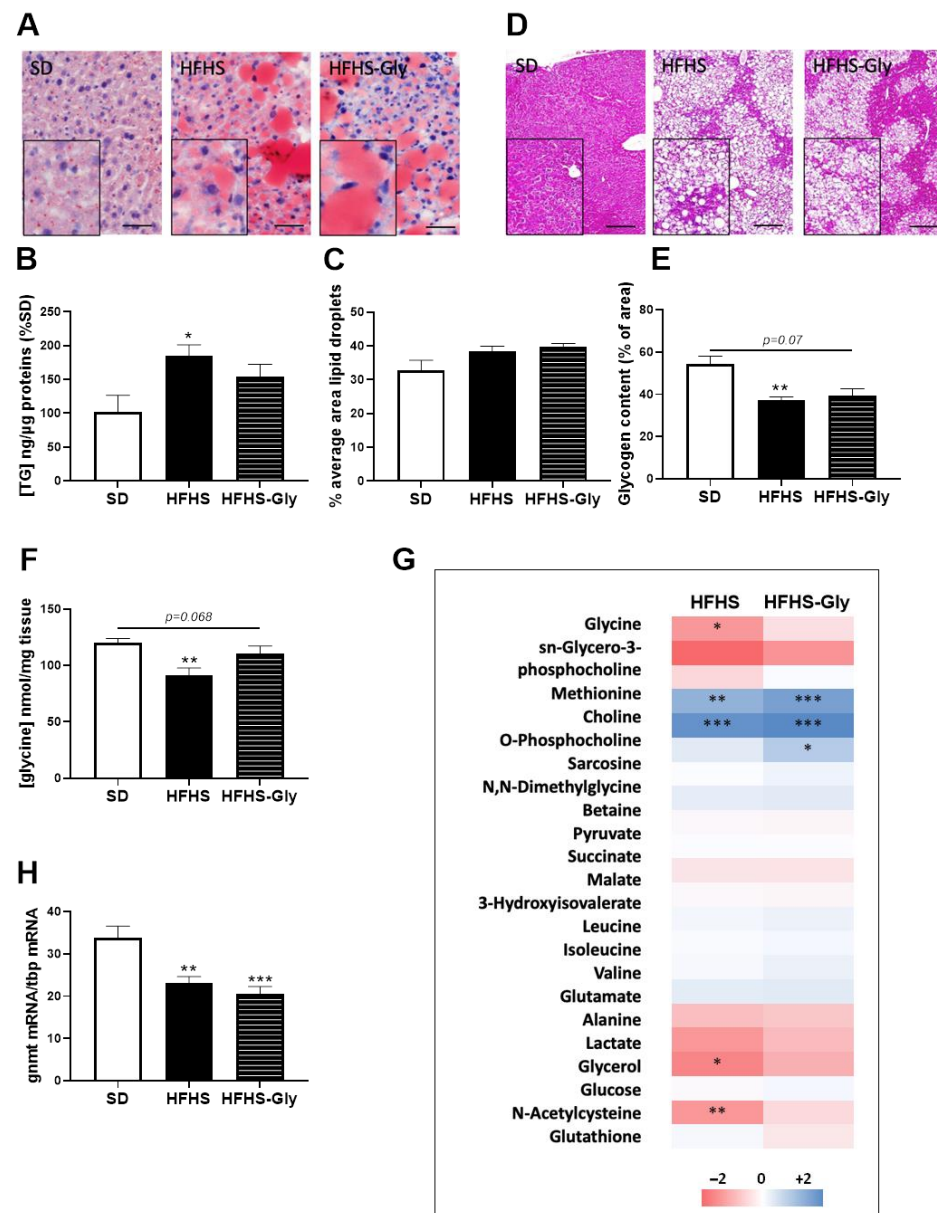 A
SD
HFHS
HFHS-Gly
D
SD
HFHS
HFHS-Gly
B
[TG] ng/µg proteins (%SD)
250
200
150
100
50
0
*
SD
HFHS
HFHS-Gly
C
% average area lipid droplets
50
40
30
20
10
0
SD
HFHS
HFHS-Gly
E
Glycogen content (% of area)
80
60
40
20
0
p=0.07
**
SD
HFHS
HFHS-Gly
F
[glycine] nmol/mg tissue
150
100
50
0
p=0.068
**
SD
HFHS
HFHS-Gly
G
HFHS HFHS-Gly
Glycine *
sn-Glycero-3-
phosphocholine
Methionine ** ***
Choline *** ***
O-Phosphocholine *
Sarcosine
N,N-Dimethylglycine
Betaine
Pyruvate
Succinate
Malate
3-Hydroxyisovalerate
Leucine
Isoleucine
Valine
Glutamate
Alanine
Lactate
Glycerol *
Glucose
N-Acetylcysteine **
Glutathione
−2 0 +2
H
gnmt mRNA/tbp mRNA
40
30
20
10
0
**
***
SD
HFHS
HFHS-Gly